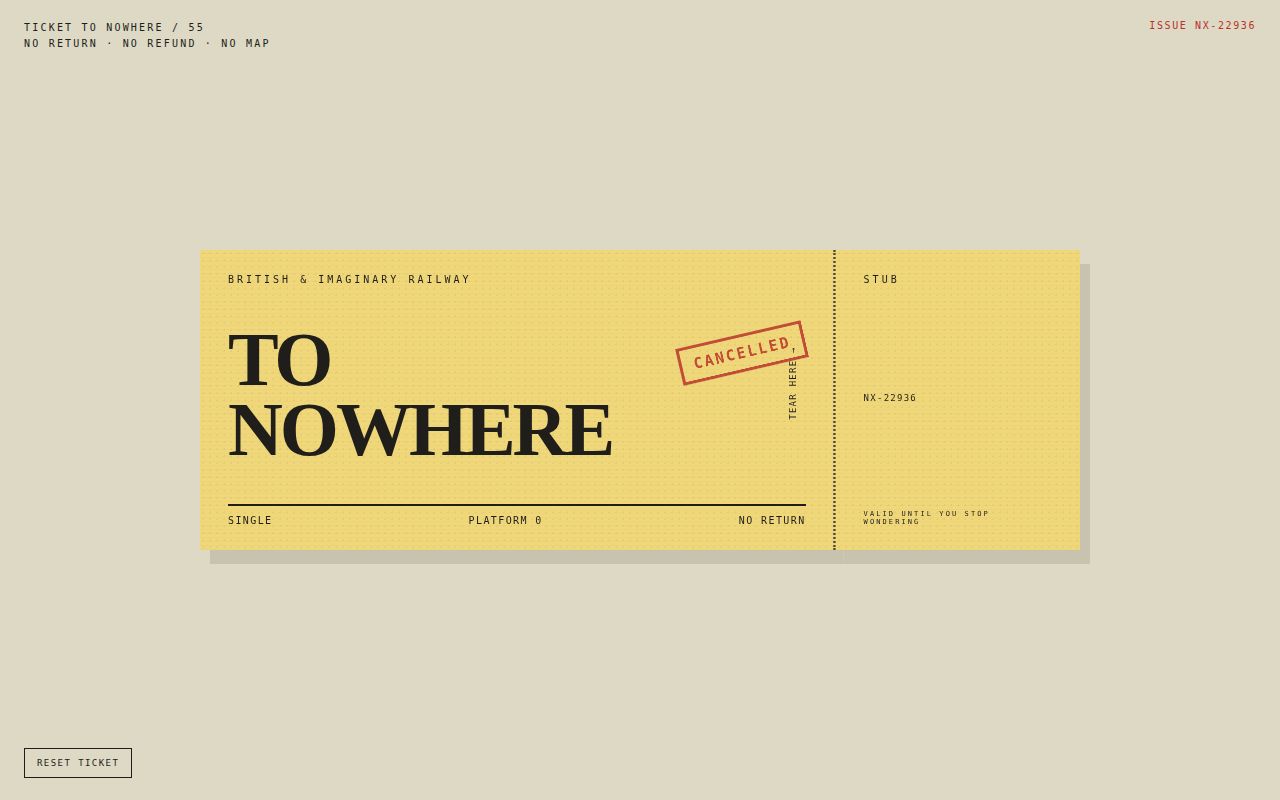 TICKET TO NOWHERE / 55
NO RETURN · NO REFUND · NO MAP
ISSUE NX-22936
BRITISH & IMAGINARY RAILWAY
TO
NOWHERE
CANCELLED
TEAR HERE
SINGLE
PLATFORM 0
NO RETURN
STUB
NX-22936
VALID UNTIL YOU STOP
WONDERING
RESET TICKET